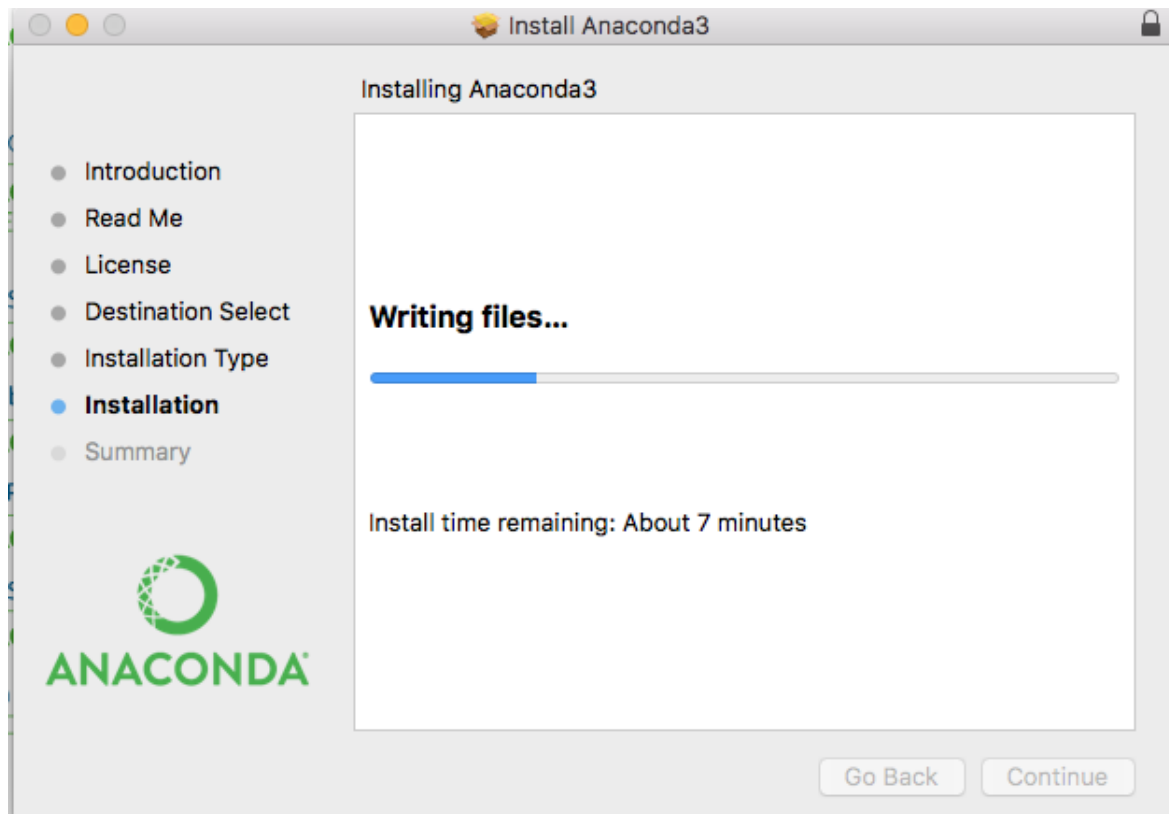 Install Anaconda3
Installing Anaconda3
Introduction
Read Me
License
Destination Select
Installation Type
Installation
Summary
Writing files...
Install time remaining: About 7 minutes
ANACONDA
Go Back
Continue